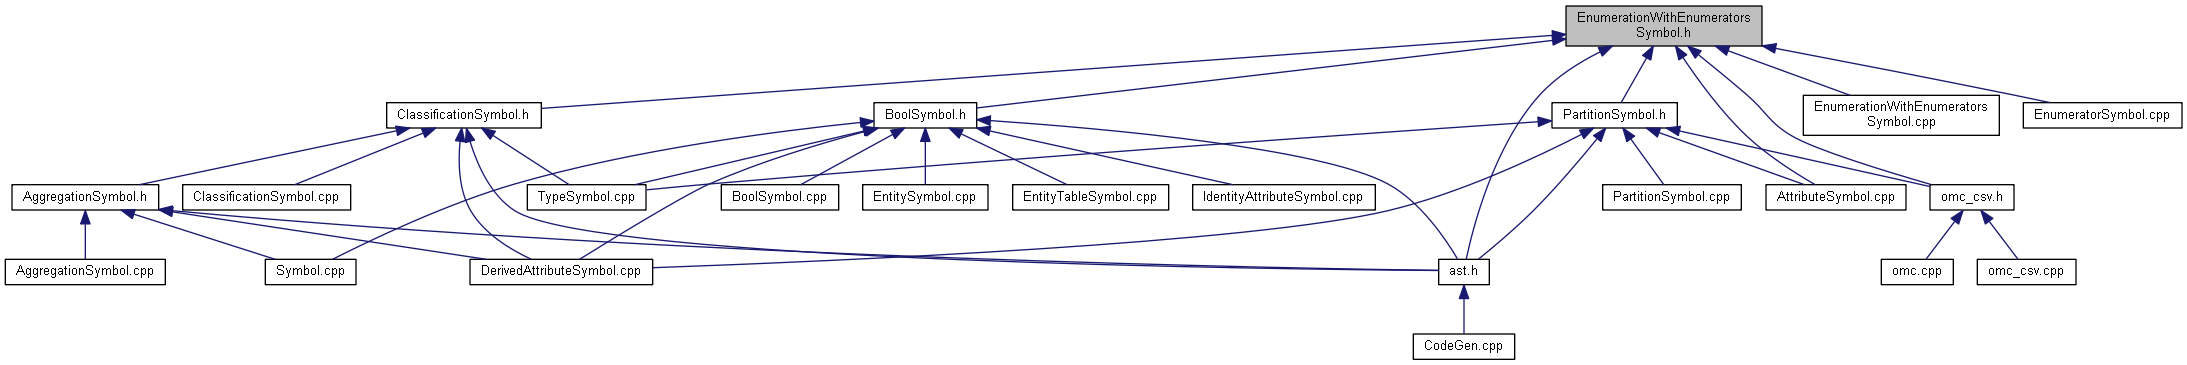 EnumerationWithEnumerators
Symbol.h
ClassificationSymbol.h
BoolSymbol.h
PartitionSymbol.h
EnumerationWithEnumerators
Symbol.cpp
EnumeratorSymbol.cpp
AggregationSymbol.h
ClassificationSymbol.cpp
TypeSymbol.cpp
BoolSymbol.cpp
EntitySymbol.cpp
EntityTableSymbol.cpp
IdentityAttributeSymbol.cpp
PartitionSymbol.cpp
AttributeSymbol.cpp
omc_csv.h
AggregationSymbol.cpp
Symbol.cpp
DerivedAttributeSymbol.cpp
ast.h
omc.cpp
omc_csv.cpp
CodeGen.cpp